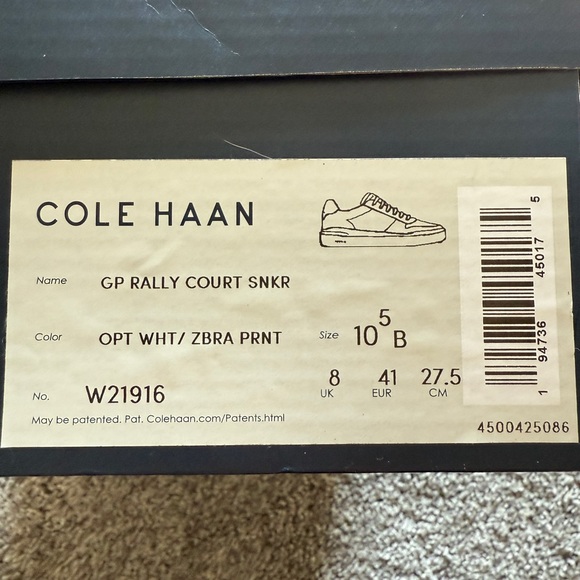 COLE HAAN
Name GP RALLY COURT SNKR
Color OPT WHT/ ZBRA PRNT
Size 10 5 B
No. W21916
8 41 27.5
UK EUR CM
May be patented. Pat. Colehaan.com/Patents.html
1 94736 45017 5
4500425086